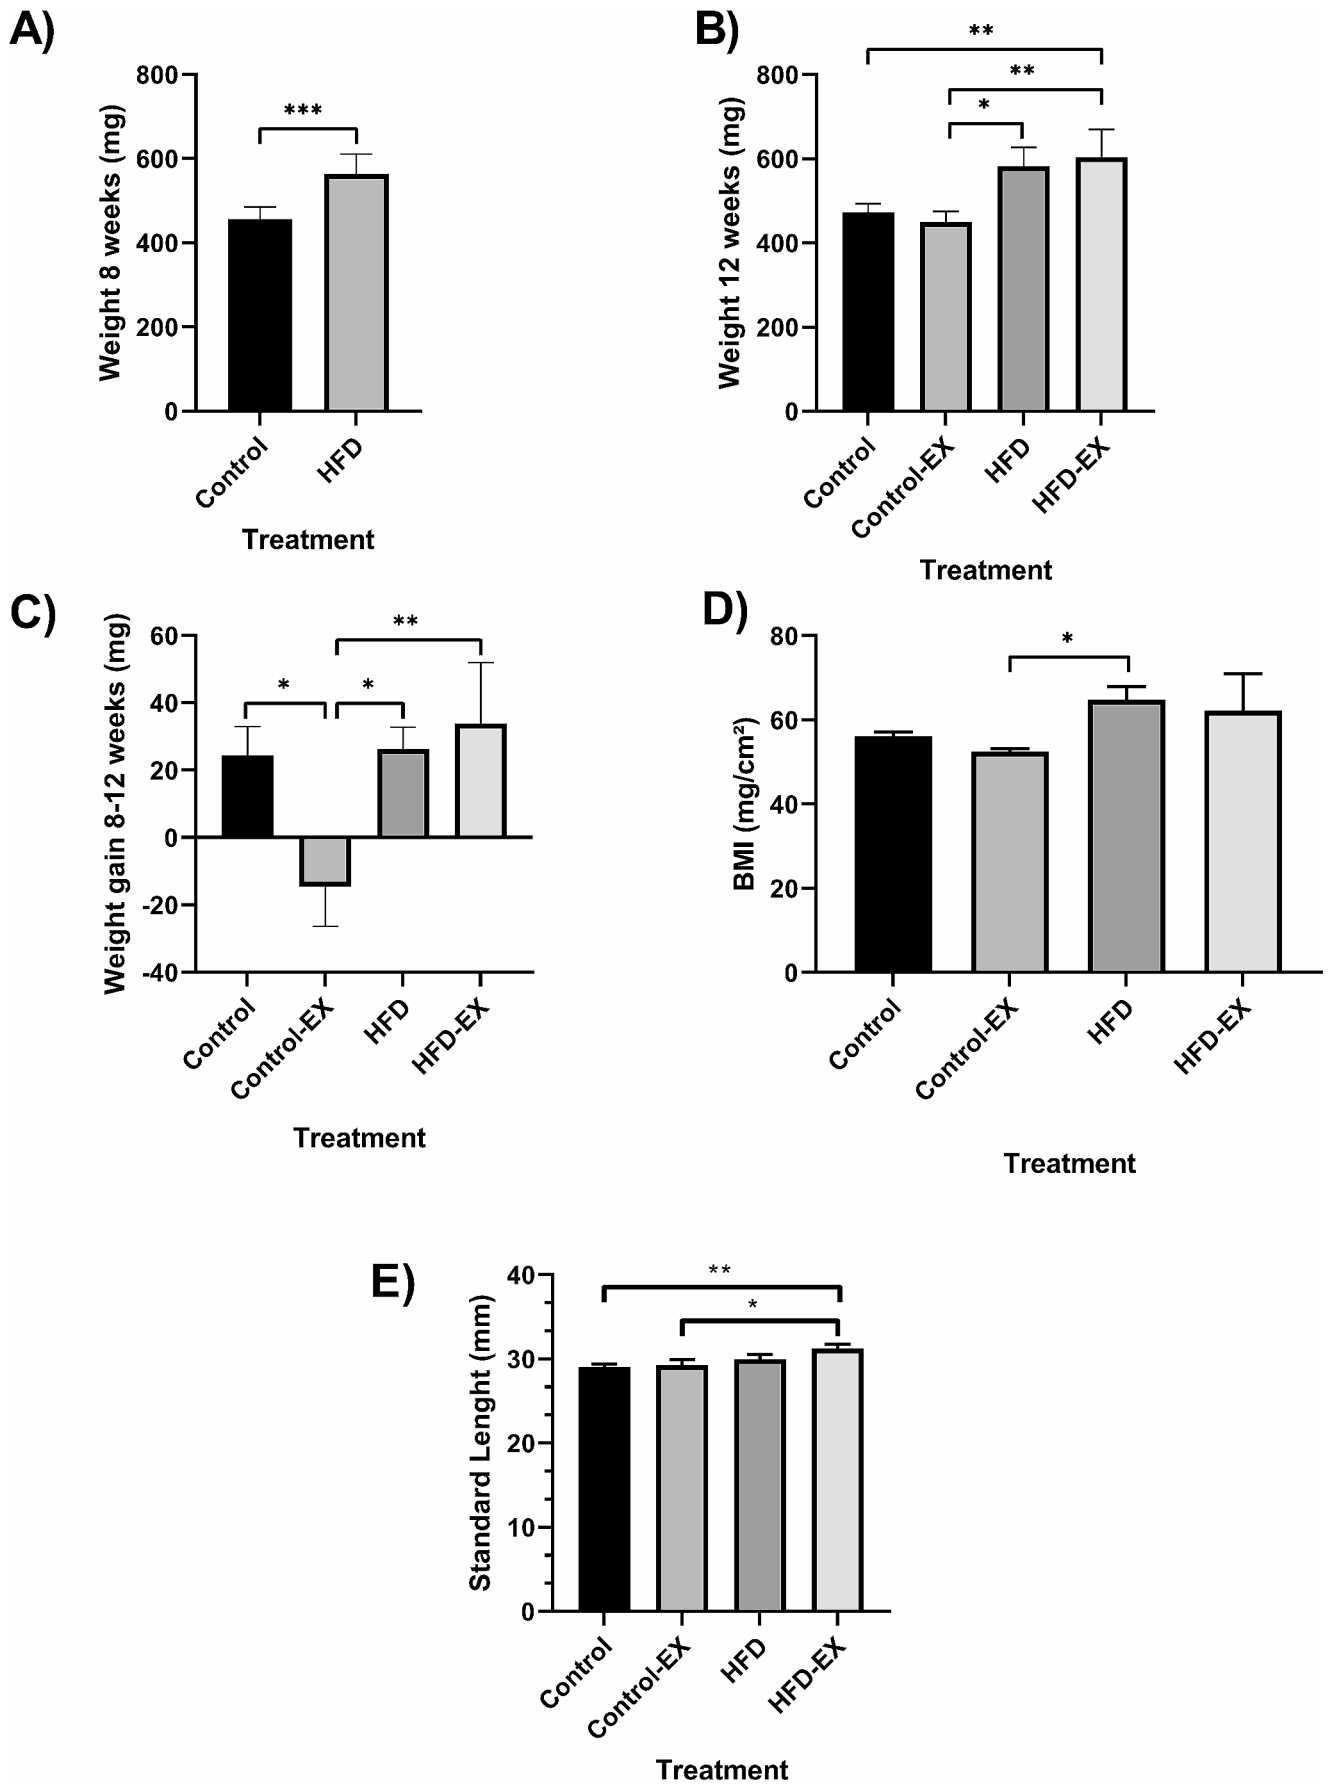 A)
Weight 8 weeks (mg)
800
600
400
200
0
***
Control
HFD
Treatment
B)
Weight 12 weeks (mg)
800
600
400
200
0
**
**
*
Control
Control-EX
HFD
HFD-EX
Treatment
C)
Weight gain 8-12 weeks (mg)
60
40
20
0
-20
-40
**
*
*
Control
Control-EX
HFD
HFD-EX
Treatment
D)
BMI (mg/cm²)
80
60
40
20
0
*
Control
Control-EX
HFD
HFD-EX
Treatment
E)
Standard Lenght (mm)
40
30
20
10
0
**
*
Control
Control-EX
HFD
HFD-EX
Treatment